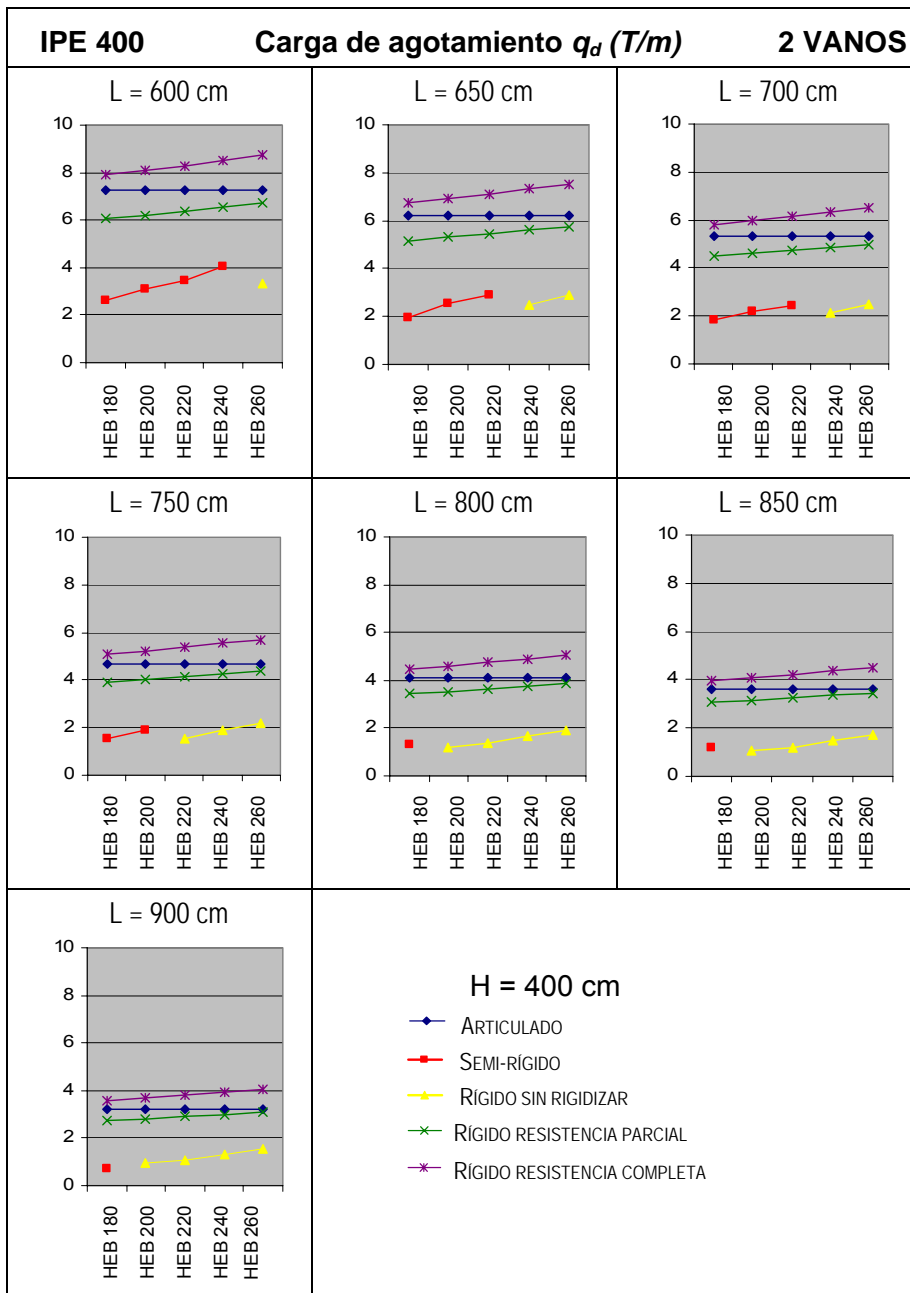 IPE 400 Carga de agotamiento qd (T/m) 2 VANOS
L = 600 cm
10
8
6
4
2
0
HEB 180
HEB 200
HEB 220
HEB 240
HEB 260
L = 650 cm
10
8
6
4
2
0
HEB 180
HEB 200
HEB 220
HEB 240
HEB 260
L = 700 cm
10
8
6
4
2
0
HEB 180
HEB 200
HEB 220
HEB 240
HEB 260
L = 750 cm
10
8
6
4
2
0
HEB 180
HEB 200
HEB 220
HEB 240
HEB 260
L = 800 cm
10
8
6
4
2
0
HEB 180
HEB 200
HEB 220
HEB 240
HEB 260
L = 850 cm
10
8
6
4
2
0
HEB 180
HEB 200
HEB 220
HEB 240
HEB 260
L = 900 cm
10
8
6
4
2
0
HEB 180
HEB 200
HEB 220
HEB 240
HEB 260
H = 400 cm
ARTICULADO
SEMI-RÍGIDO
RÍGIDO SIN RIGIDIZAR
RÍGIDO RESISTENCIA PARCIAL
RÍGIDO RESISTENCIA COMPLETA